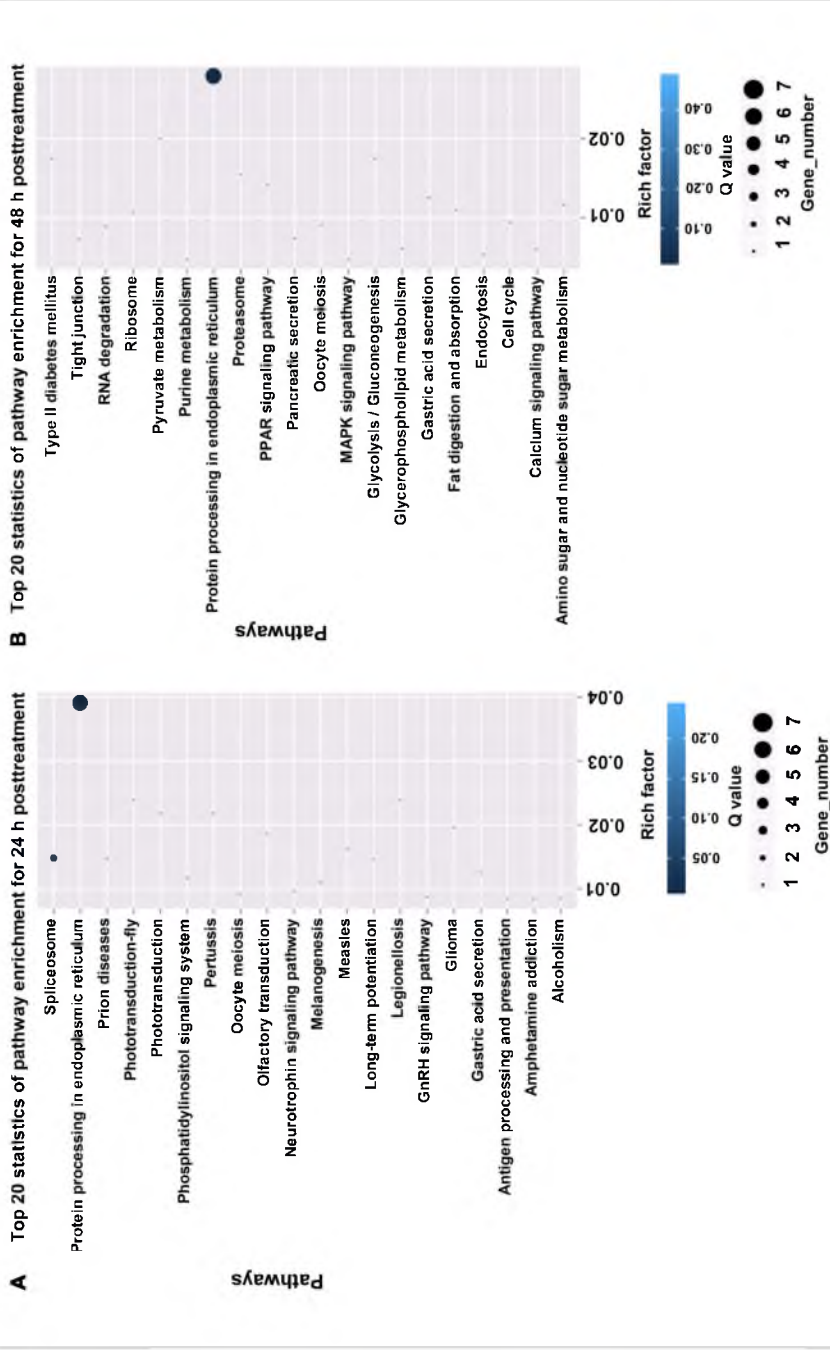 A Top 20 statistics of pathway enrichment for 24 h posttreatment
Spliceosome
Protein processing in endoplasmic reticulum
Prion diseases
Phototransduction-fly
Phototransduction
Phosphatidylinositol signaling system
Pertussis
Oocyte meiosis
Olfactory transduction
Neurotrophin signaling pathway
Melanogenesis
Measles
Long-term potentiation
Legionellosis
GnRH signaling pathway
Glioma
Gastric acid secretion
Antigen processing and presentation
Amphetamine addiction
Alcoholism
Pathways
0.01 0.02 0.03 0.04
Rich factor
0.05 0.10 0.15 0.20
Q value
1 2 3 4 5 6 7
Gene_number
B Top 20 statistics of pathway enrichment for 48 h posttreatment
Type II diabetes mellitus
Tight junction
RNA degradation
Ribosome
Pyruvate metabolism
Purine metabolism
Protein processing in endoplasmic reticulum
Proteasome
PPAR signaling pathway
Pancreatic secretion
Oocyte meiosis
MAPK signaling pathway
Glycolysis / Gluconeogenesis
Glycerophospholipid metabolism
Gastric acid secretion
Fat digestion and absorption
Endocytosis
Cell cycle
Calcium signaling pathway
Amino sugar and nucleotide sugar metabolism
Pathways
0.01 0.02
Rich factor
0.10 0.20 0.30 0.40
Q value
1 2 3 4 5 6 7
Gene_number